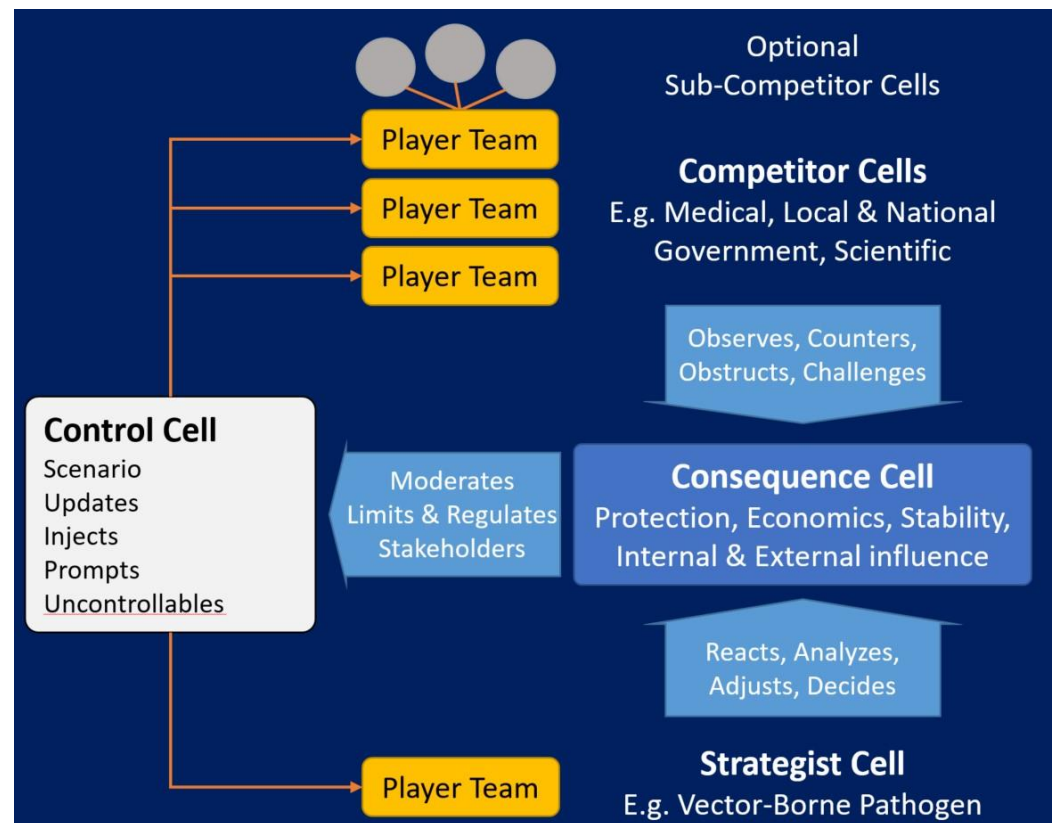 Optional
Sub-Competitor Cells
Player Team
Player Team
Player Team
Competitor Cells
E.g. Medical, Local & National
Government, Scientific
Observes, Counters,
Obstructs, Challenges
Control Cell
Scenario
Updates
Injects
Prompts
Uncontrollables
Moderates
Limits & Regulates
Stakeholders
Consequence Cell
Protection, Economics, Stability,
Internal & External influence
Reacts, Analyzes,
Adjusts, Decides
Player Team
Strategist Cell
E.g. Vector-Borne Pathogen